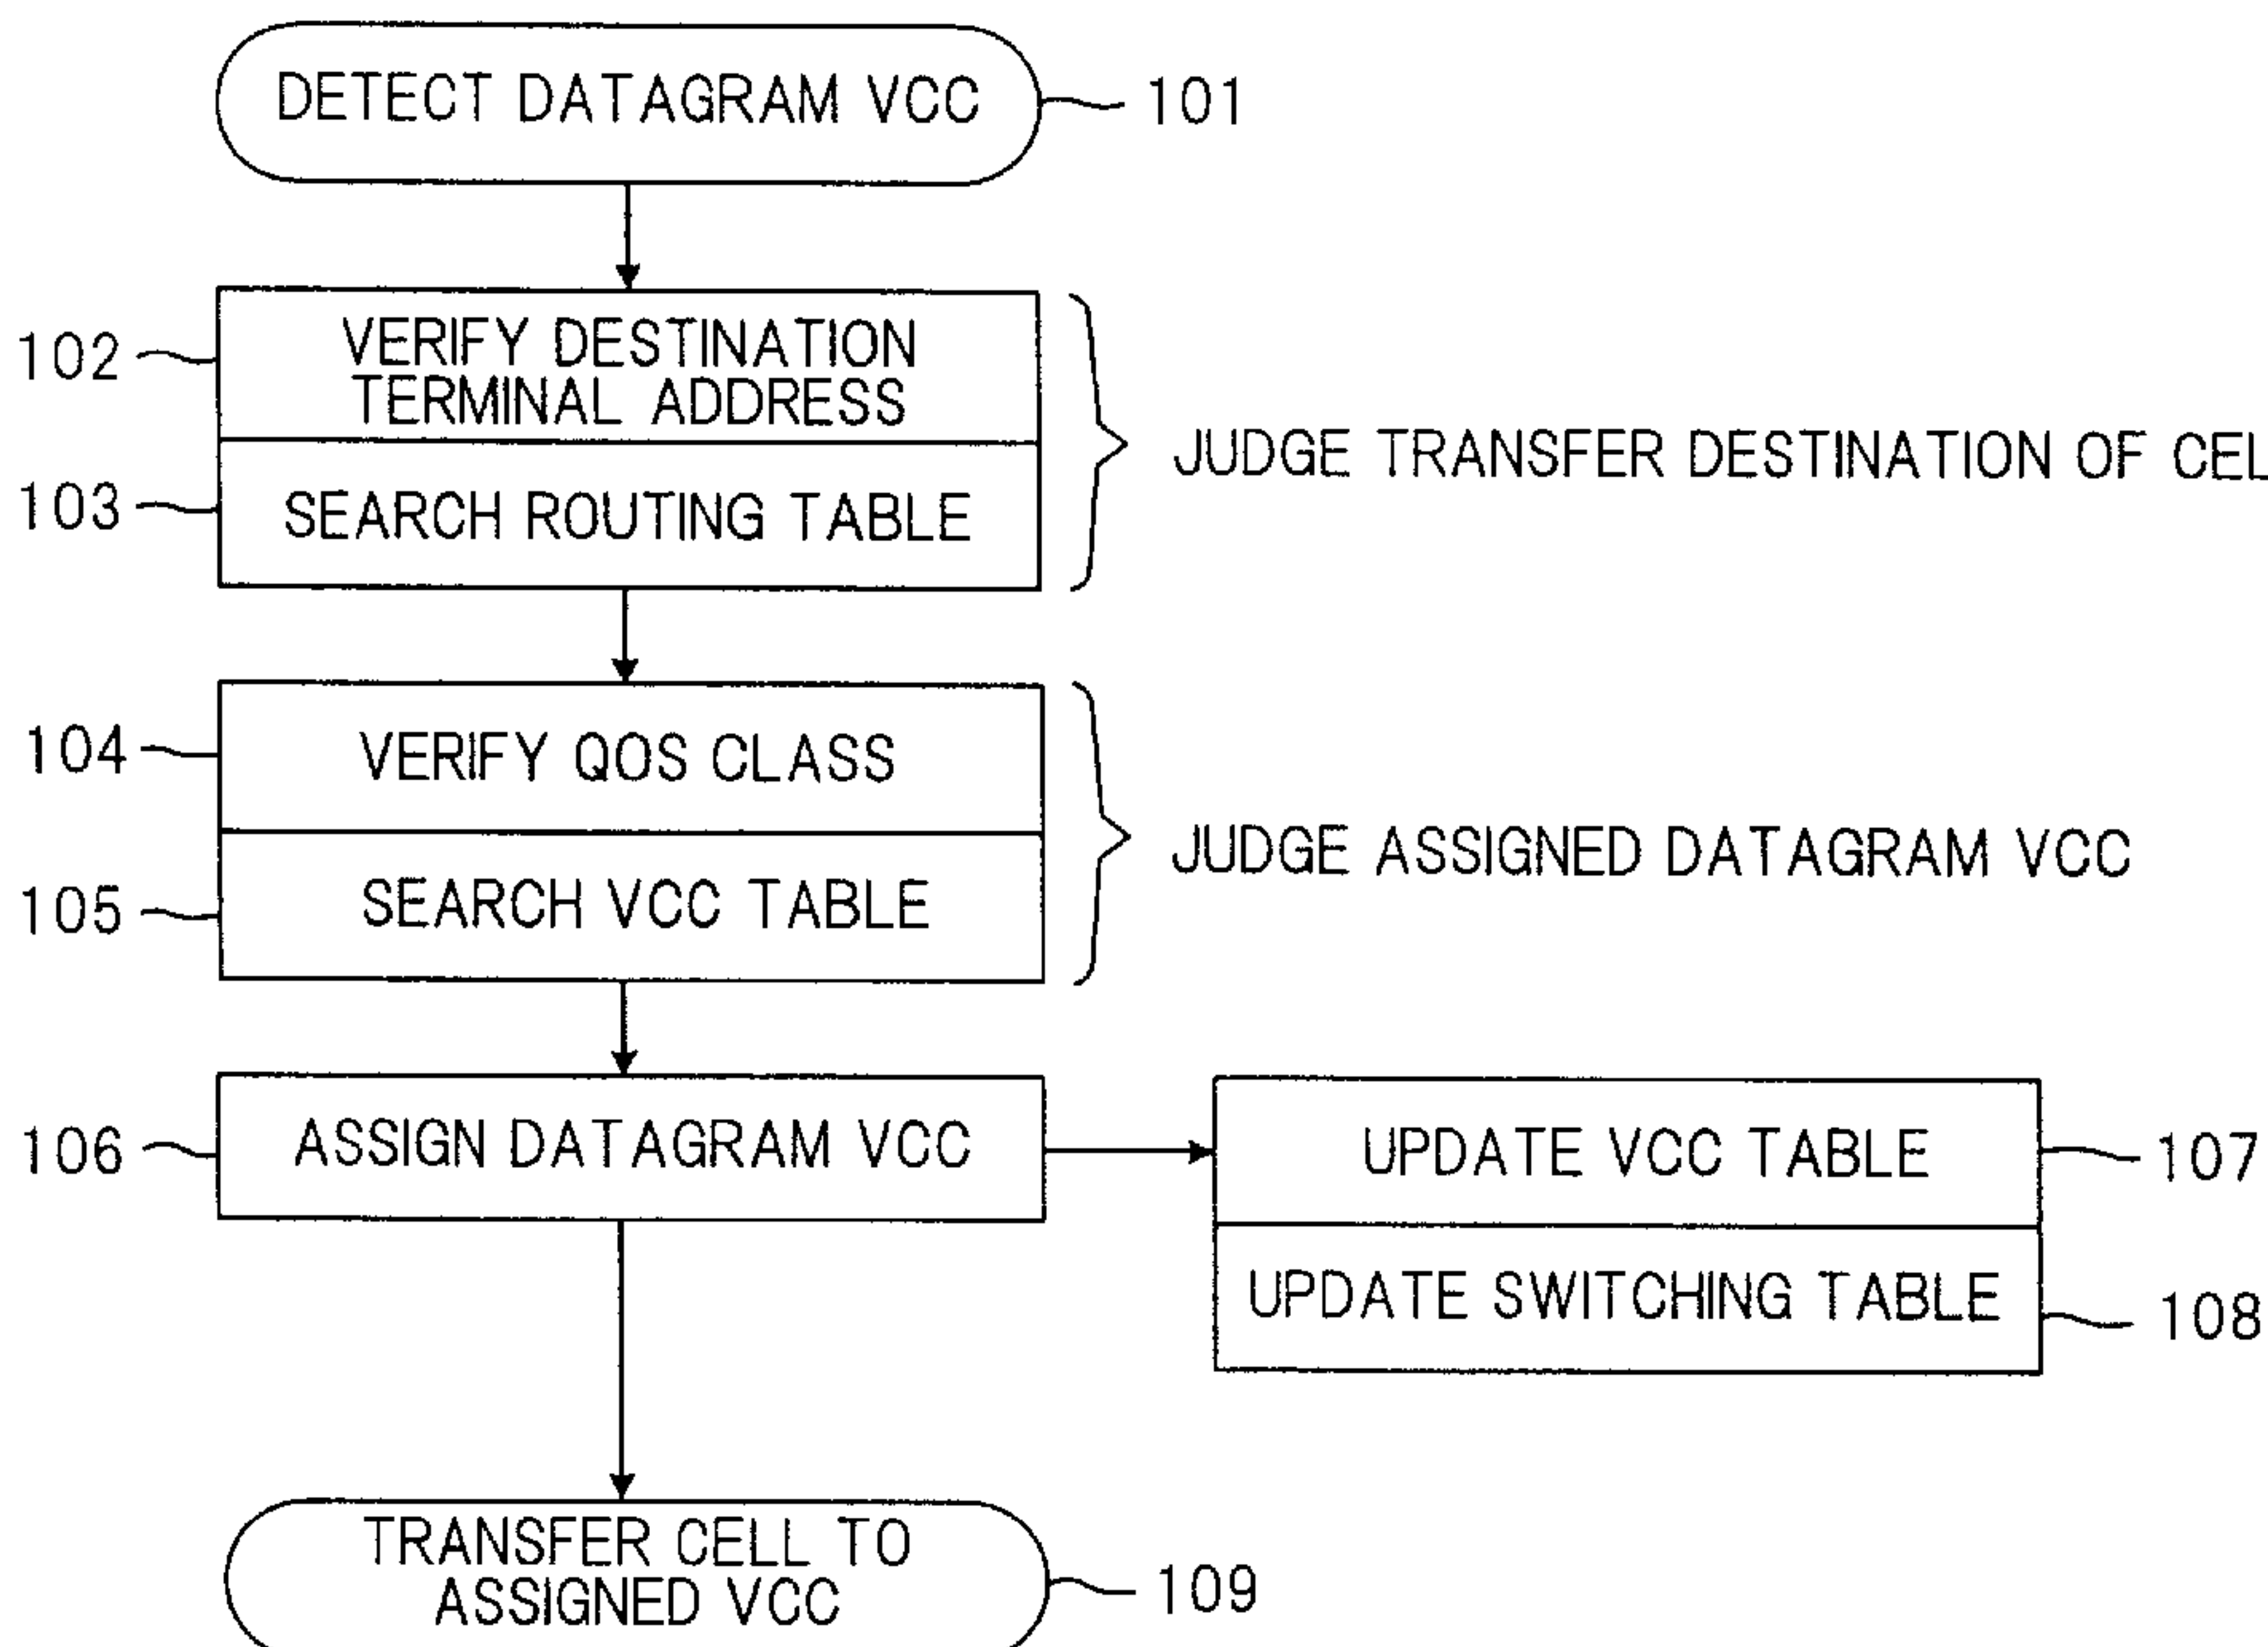 DETECT DATAGRAM VCC
101
102
VERIFY DESTINATION
TERMINAL ADDRESS
103
SEARCH ROUTING TABLE
JUDGE TRANSFER DESTINATION OF CEL
104
VERIFY QOS CLASS
105
SEARCH VCC TABLE
JUDGE ASSIGNED DATAGRAM VCC
106
ASSIGN DATAGRAM VCC
UPDATE VCC TABLE
107
UPDATE SWITCHING TABLE
108
TRANSFER CELL TO
ASSIGNED VCC
109